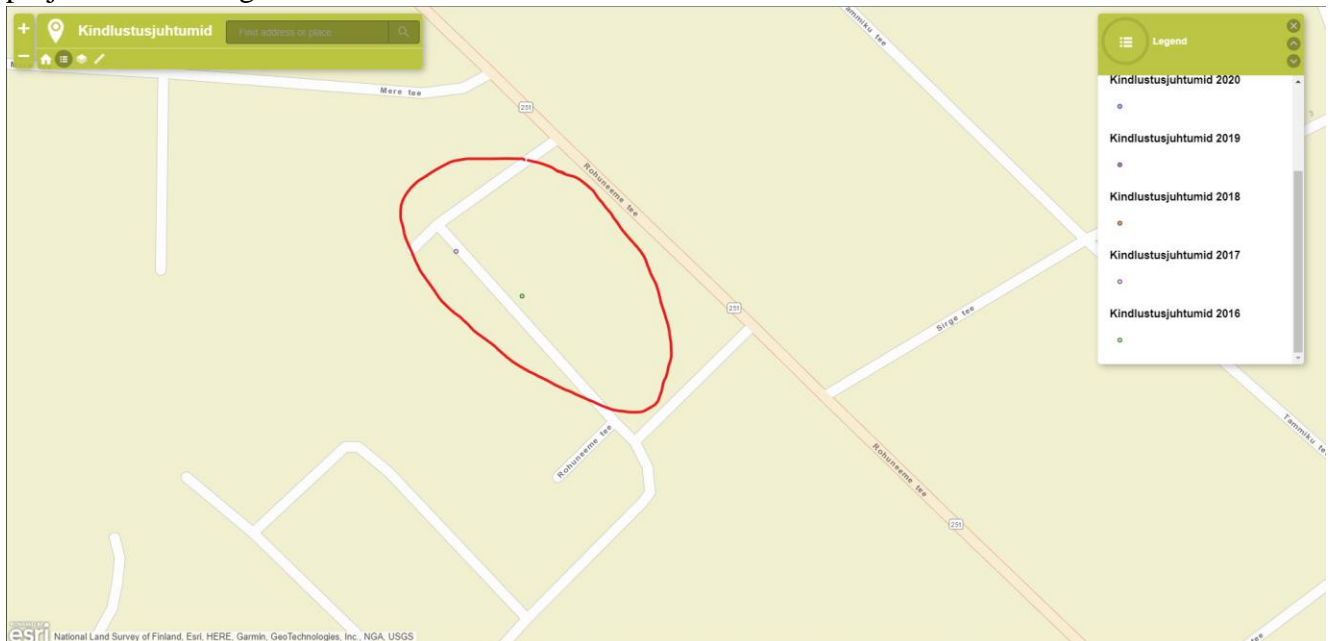 Kindlustusjuhtumid
Find address or place
Legend
Kindlustusjuhtumid 2020
Kindlustusjuhtumid 2019
Kindlustusjuhtumid 2018
Kindlustusjuhtumid 2017
Kindlustusjuhtumid 2016
Mere tee
251
Rohuneeme tee
251
Sirge tee
Rohuneeme tee
Rohuneeme tee
251
Tammiku tee
esri
National Land Survey of Finland, Esri, HERE, Garmin, GeoTechnologies, Inc., NGA, USGS